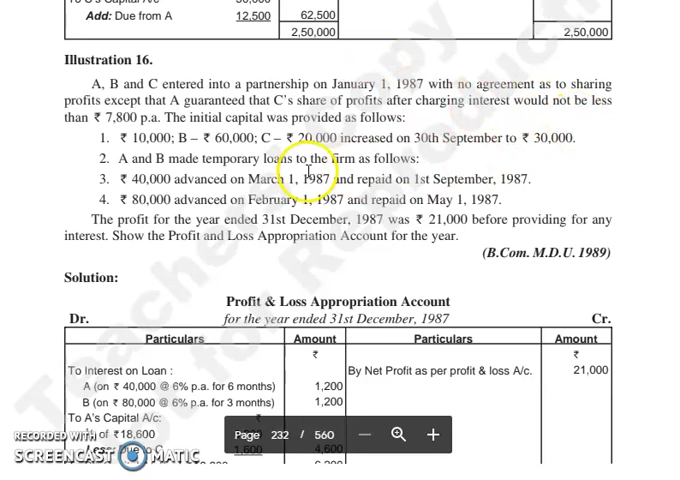 Add: Due from A 12,500 62,500
2,50,000 2,50,000
Illustration 16.
A, B and C entered into a partnership on January 1, 1987 with no agreement as to sharing
profits except that A guaranteed that C's share of profits after charging interest would not be less
than ₹ 7,800 p.a. The initial capital was provided as follows:
1. ₹ 10,000; B – ₹ 60,000; C – ₹ 20,000 increased on 30th September to ₹ 30,000.
2. A and B made temporary loans to the firm as follows:
3. ₹ 40,000 advanced on March 1, 1987 and repaid on 1st September, 1987.
4. ₹ 80,000 advanced on February 1, 1987 and repaid on May 1, 1987.
The profit for the year ended 31st December, 1987 was ₹ 21,000 before providing for any
interest. Show the Profit and Loss Appropriation Account for the year.
(B.Com. M.D.U. 1989)
Solution:
Profit & Loss Appropriation Account
Dr. for the year ended 31st December, 1987 Cr.
Particulars Amount Particulars Amount
₹ ₹
To Interest on Loan : By Net Profit as per profit & loss A/c. 21,000
A (on ₹ 40,000 @ 6% p.a. for 6 months) 1,200
B (on ₹ 80,000 @ 6% p.a. for 3 months) 1,200
To A's Capital A/c: ₹
of ₹18,600
1,600 4,600
Page 232 / 560
RECORDED WITH
SCREENCAST MATIC
Teachers Copy